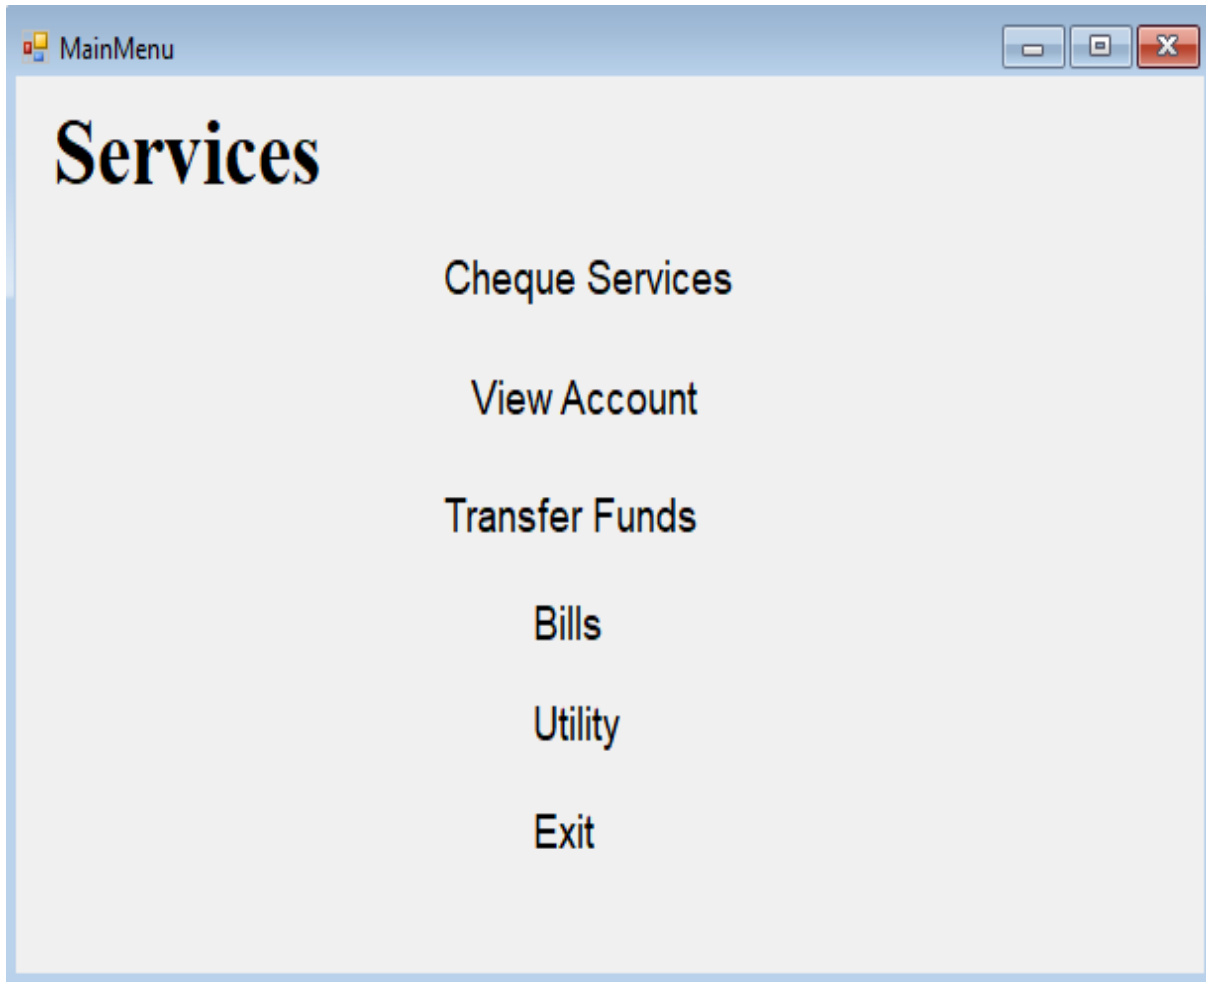 MainMenu
Services
Cheque Services
View Account
Transfer Funds
Bills
Utility
Exit